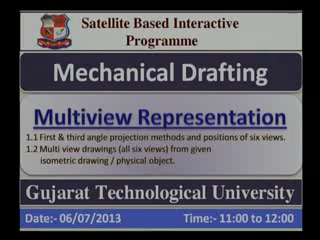 Satellite Based Interactive
Programme
Mechanical Drafting
Multiview Representation
1.1 First & third angle projection methods and positions of six views.
1.2 Multi view drawings (all six views) from given
isometric drawing / physical object.
Gujarat Technological University
Date:- 06/07/2013 Time:- 11:00 to 12:00